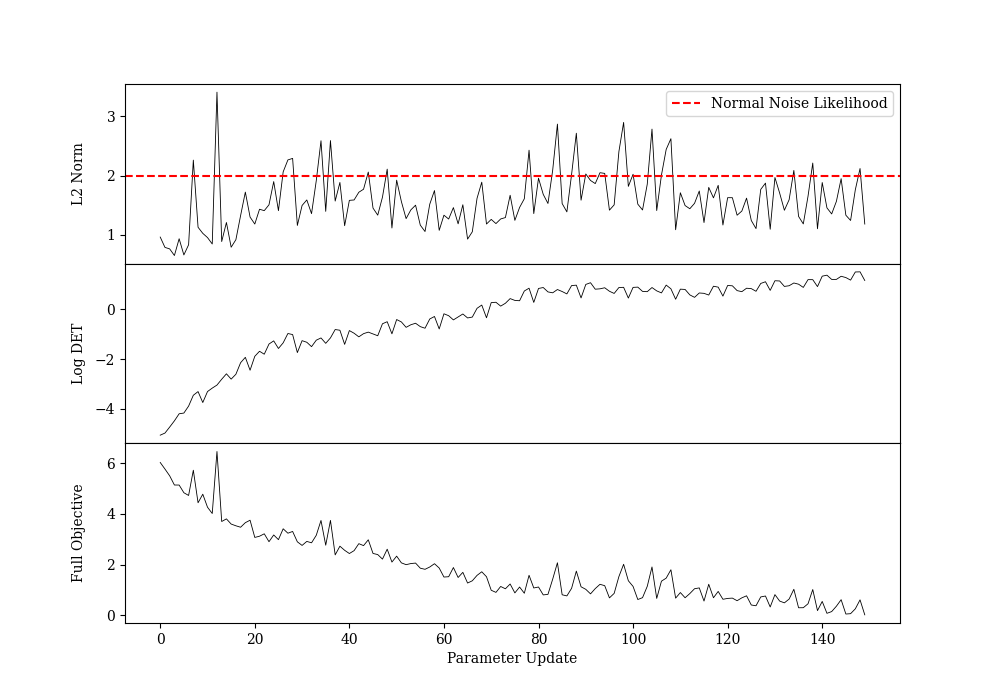 Normal Noise Likelihood
L2 Norm
3
2
1
Log DET
0
−2
−4
Full Objective
6
4
2
0
0 20 40 60 80 100 120 140
Parameter Update